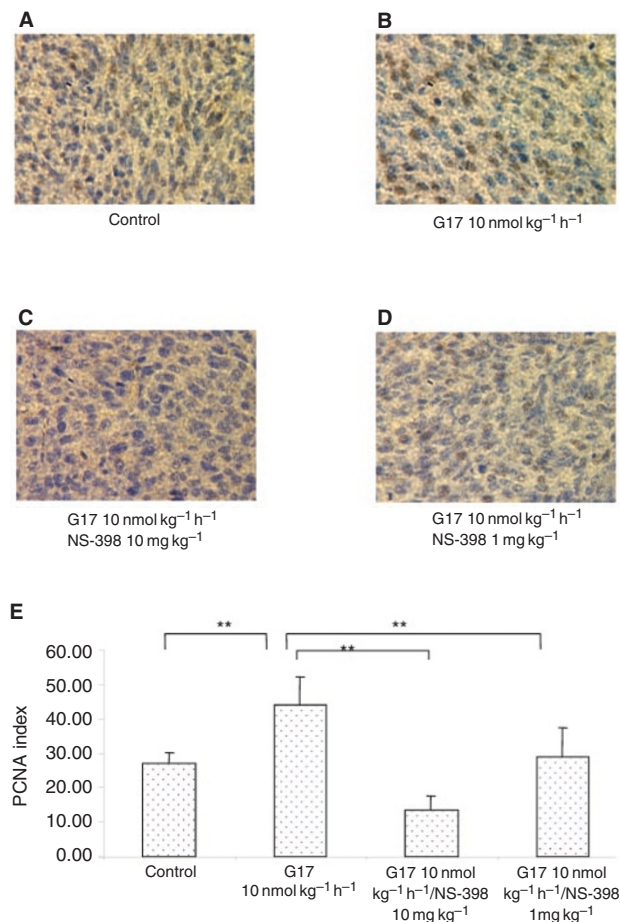 A
B
Control
G17 10 nmol kg⁻¹ h⁻¹
C
D
G17 10 nmol kg⁻¹ h⁻¹
NS-398 10 mg kg⁻¹
G17 10 nmol kg⁻¹ h⁻¹
NS-398 1 mg kg⁻¹
E
**
**
**
60.00
50.00
40.00
30.00
20.00
10.00
0.00
PCNA index
Control
G17
10 nmol kg⁻¹ h⁻¹
G17 10 nmol
kg⁻¹ h⁻¹/NS-398
10 mg kg⁻¹
G17 10 nmol
kg⁻¹ h⁻¹/NS-398
1mg kg⁻¹